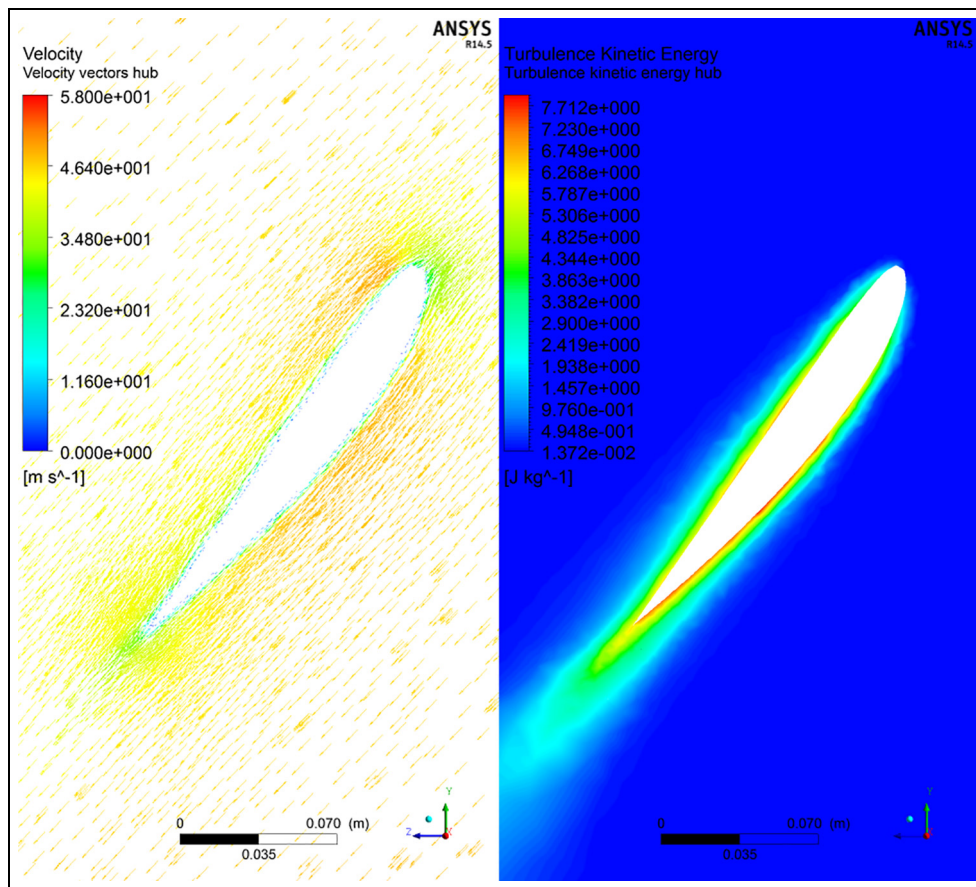 ANSYS
R14.5
Velocity
Velocity vectors hub
5.800e+001
4.640e+001
3.480e+001
2.320e+001
1.160e+001
0.000e+000
[m s^-1]
0
0.070 (m)
0.035
Y
Z
X
ANSYS
R14.5
Turbulence Kinetic Energy
Turbulence kinetic energy hub
7.712e+000
7.230e+000
6.749e+000
6.268e+000
5.787e+000
5.306e+000
4.825e+000
4.344e+000
3.863e+000
3.382e+000
2.900e+000
2.419e+000
1.938e+000
1.457e+000
9.760e-001
4.948e-001
1.372e-002
[J kg^-1]
0
0.070 (m)
0.035
Y
Z
X